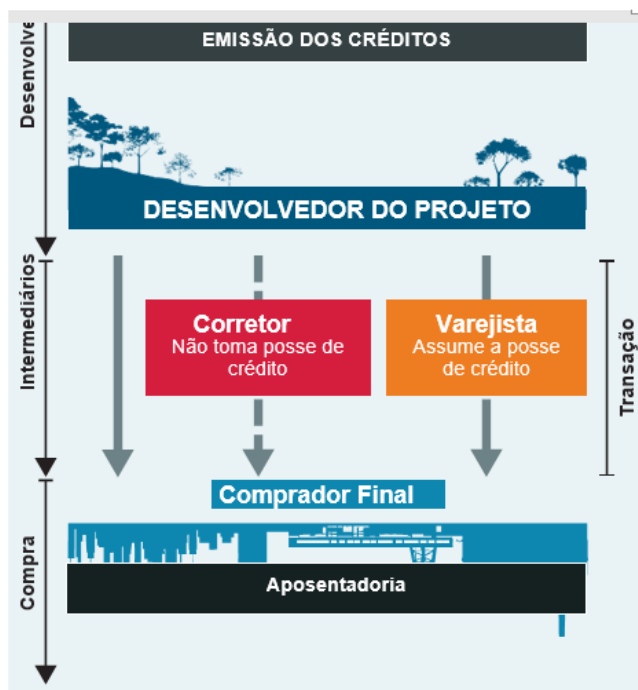 EMISSÃO DOS CRÉDITOS
Desenvolve
DESENVOLVEDOR DO PROJETO
Intermediários
Corretor
Não toma posse de
crédito
Varejista
Assume a posse
de crédito
Transação
Comprador Final
Compra
Aposentadoria